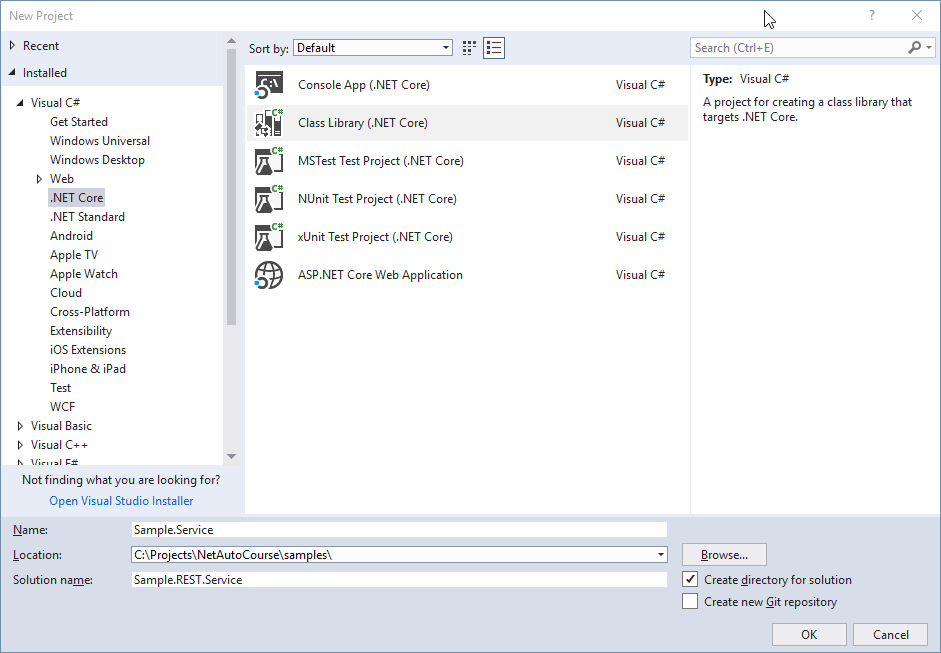 New Project
?
Recent
Installed
Visual C#
Get Started
Windows Universal
Windows Desktop
Web
.NET Core
.NET Standard
Android
Apple TV
Apple Watch
Cloud
Cross-Platform
Extensibility
iOS Extensions
iPhone & iPad
Test
WCF
Visual Basic
Visual C++
Visual F#
Not finding what you are looking for?
Open Visual Studio Installer
Sort by: Default
C:\ Console App (.NET Core) Visual C#
C# Class Library (.NET Core) Visual C#
C# MSTest Test Project (.NET Core) Visual C#
C# NUnit Test Project (.NET Core) Visual C#
C# xUnit Test Project (.NET Core) Visual C#
ASP.NET Core Web Application Visual C#
Search (Ctrl+E)
Type: Visual C#
A project for creating a class library that
targets .NET Core.
Name: Sample.Service
Location: C:\Projects\NetAutoCourse\samples\
Browse...
Solution name: Sample.REST.Service
Create directory for solution
Create new Git repository
OK Cancel